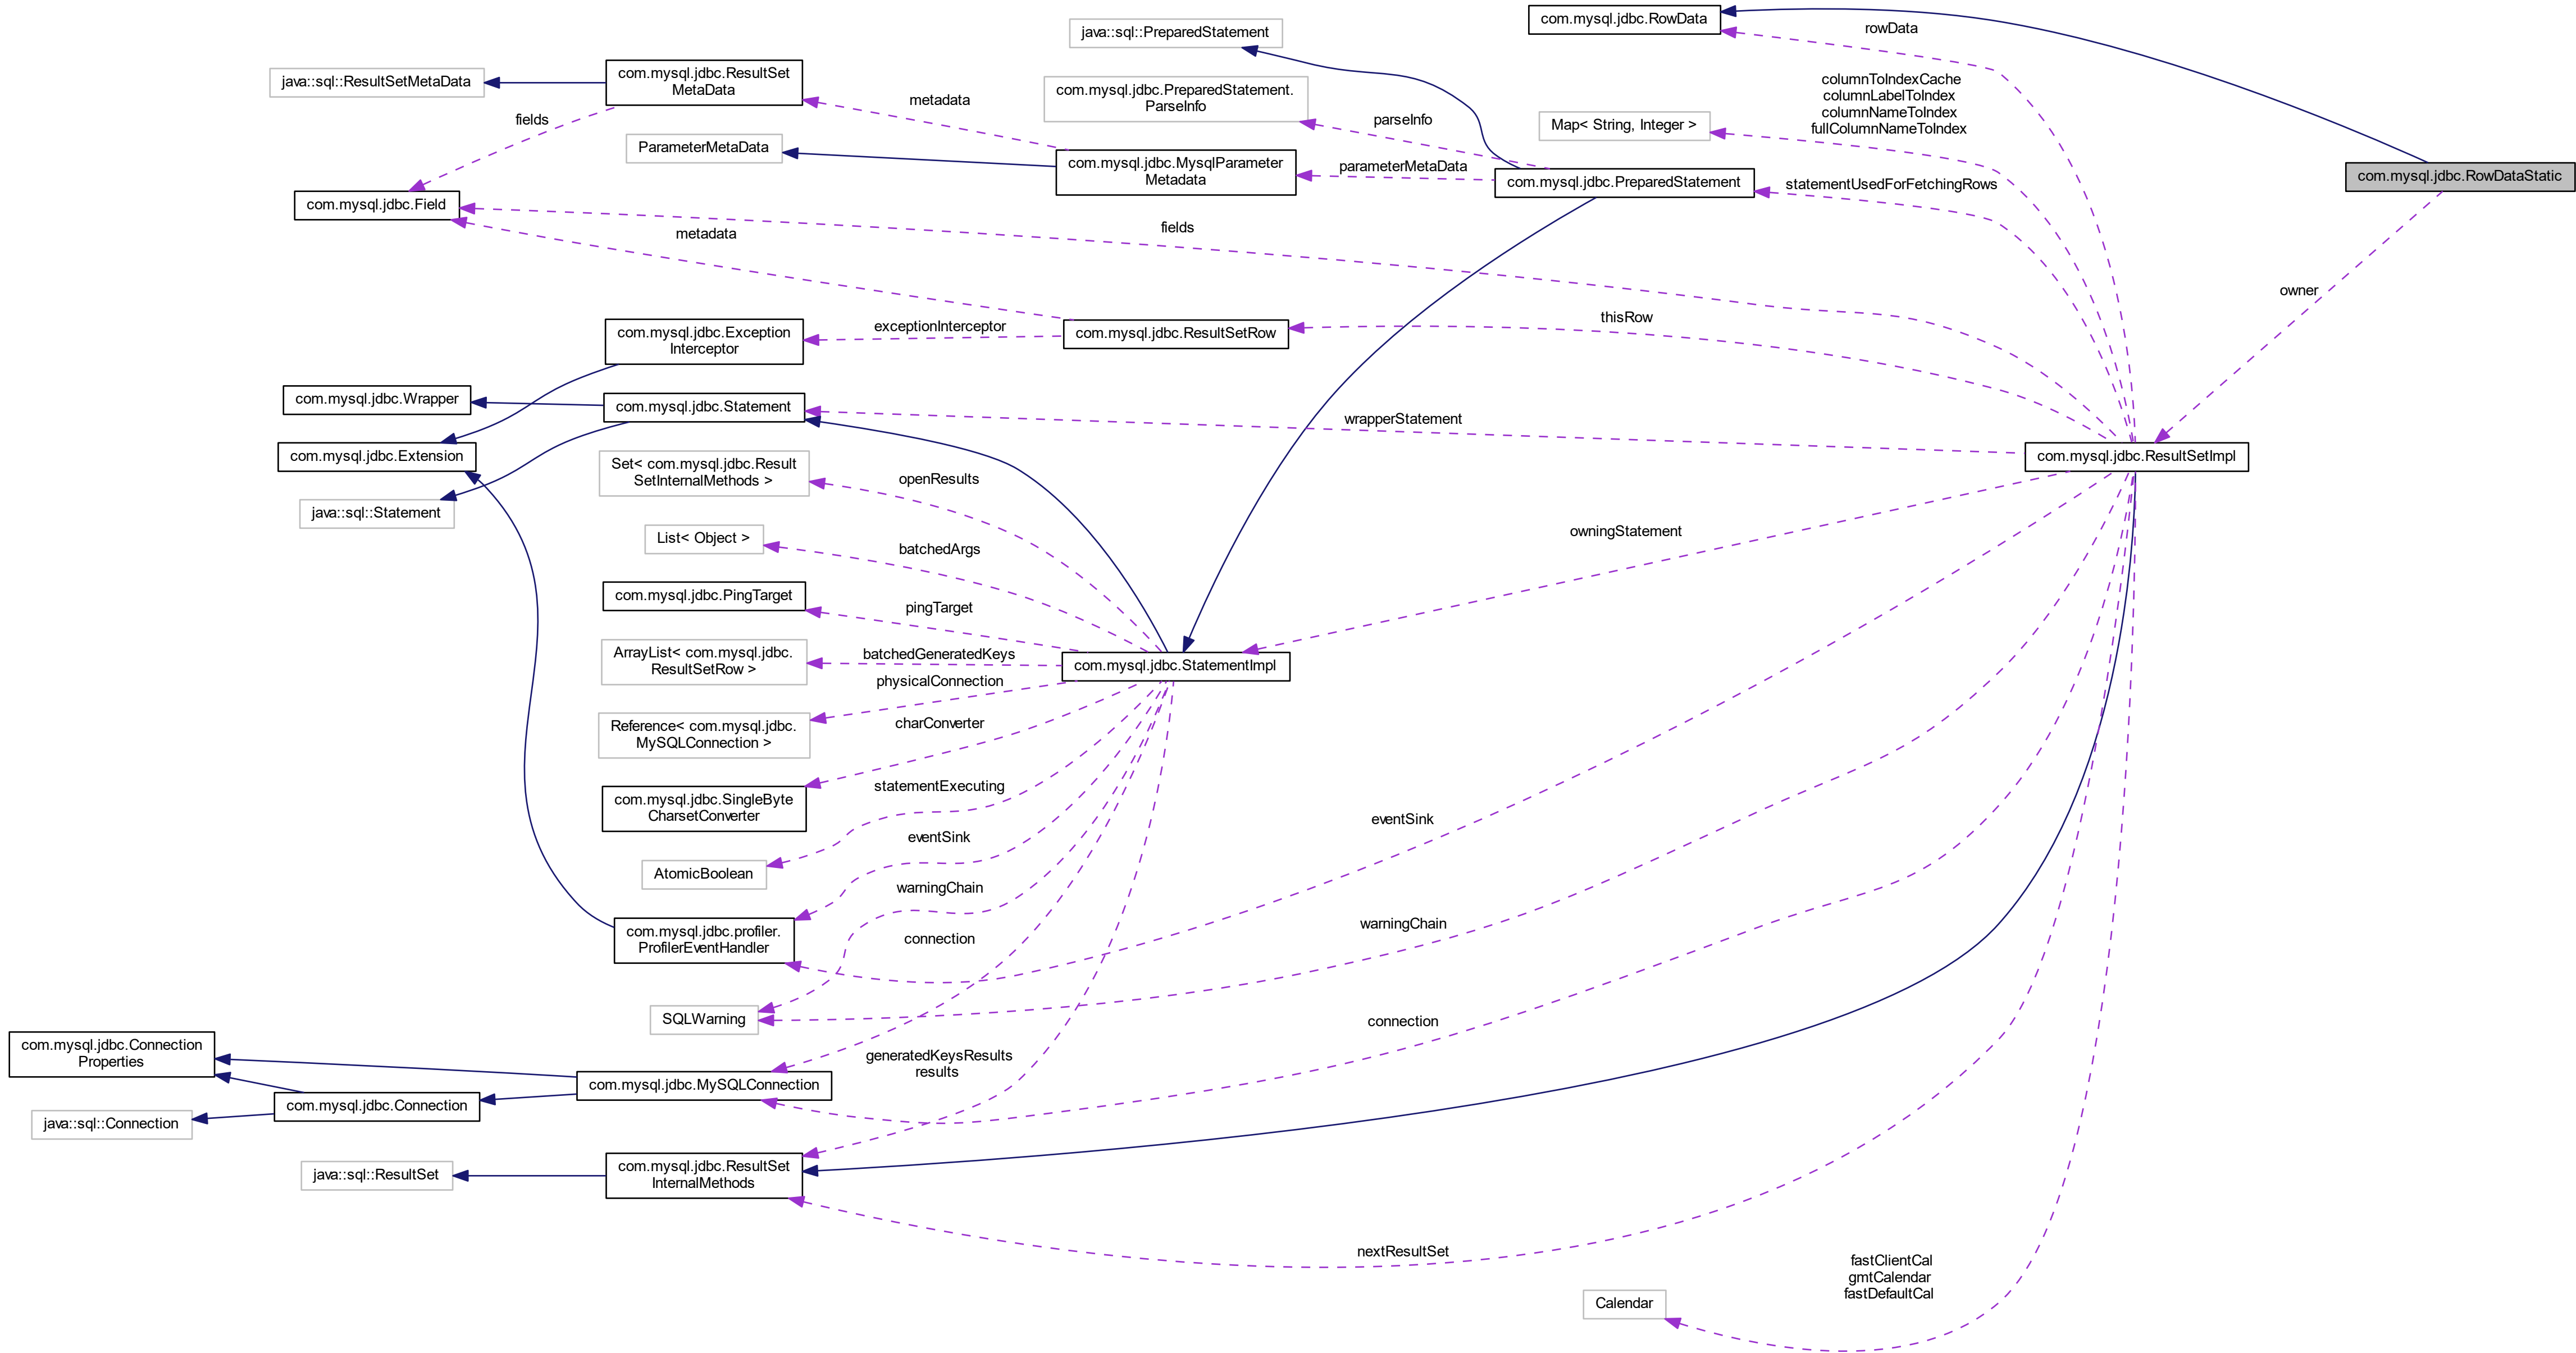 com.mysql.jdbc.RowData
java::sql::PreparedStatement
rowData
com.mysql.jdbc.ResultSet
MetaData
java::sql::ResultSetMetaData
com.mysql.jdbc.PreparedStatement.
ParseInfo
columnToIndexCache
columnLabelToIndex
columnNameToIndex
fullColumnNameToIndex
metadata
fields
parseInfo
Map< String, Integer >
ParameterMetaData
com.mysql.jdbc.MysqlParameter
Metadata
parameterMetaData
com.mysql.jdbc.PreparedStatement
statementUsedForFetchingRows
com.mysql.jdbc.RowDataStatic
com.mysql.jdbc.Field
metadata
fields
owner
com.mysql.jdbc.Exception
Interceptor
exceptionInterceptor
com.mysql.jdbc.ResultSetRow
thisRow
com.mysql.jdbc.Wrapper
com.mysql.jdbc.Statement
wrapperStatement
com.mysql.jdbc.Extension
com.mysql.jdbc.ResultSetImpl
Set< com.mysql.jdbc.Result
SetInternalMethods >
openResults
java::sql::Statement
owningStatement
List< Object >
batchedArgs
com.mysql.jdbc.PingTarget
pingTarget
ArrayList< com.mysql.jdbc.
ResultSetRow >
batchedGeneratedKeys
com.mysql.jdbc.StatementImpl
physicalConnection
Reference< com.mysql.jdbc.
MySQLConnection >
charConverter
statementExecuting
com.mysql.jdbc.SingleByte
CharsetConverter
eventSink
eventSink
AtomicBoolean
warningChain
com.mysql.jdbc.profiler.
ProfilerEventHandler
connection
warningChain
SQLWarning
connection
com.mysql.jdbc.Connection
Properties
generatedKeysResults
results
com.mysql.jdbc.MySQLConnection
com.mysql.jdbc.Connection
java::sql::Connection
java::sql::ResultSet
com.mysql.jdbc.ResultSet
InternalMethods
nextResultSet
fastClientCal
gmtCalendar
fastDefaultCal
Calendar